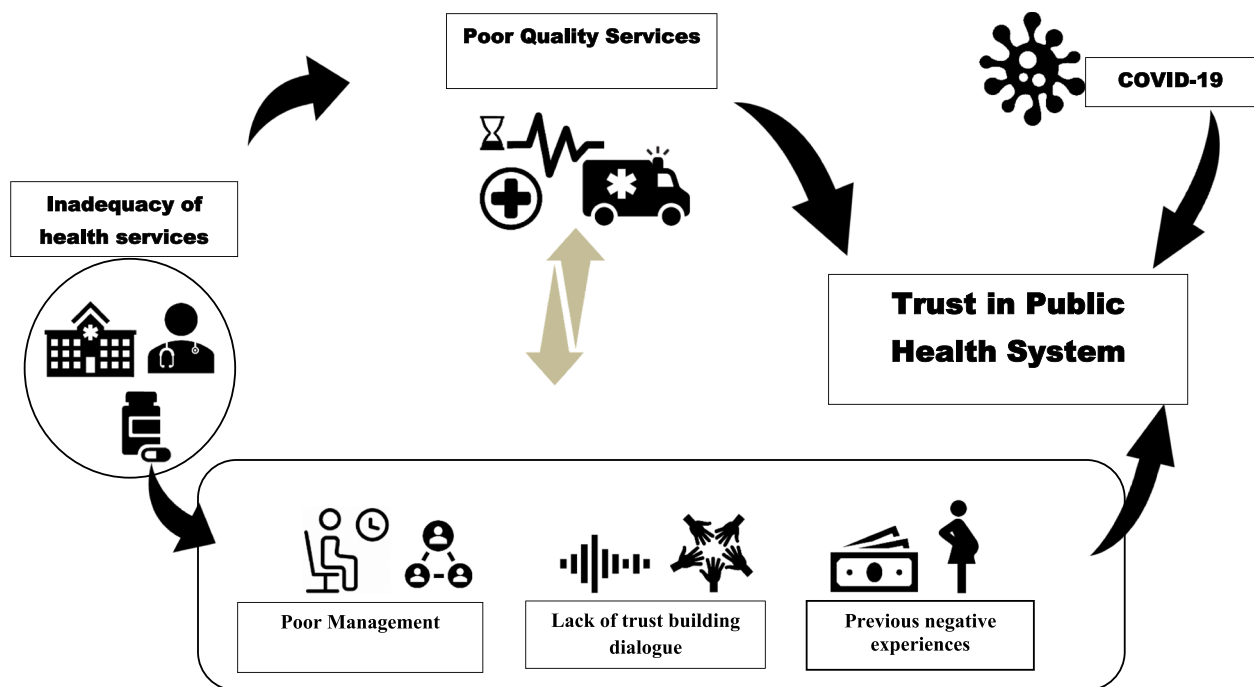 Poor Quality Services
COVID-19
Inadequacy of
health services
Trust in Public
Health System
Poor Management
Lack of trust building
dialogue
Previous negative
experiences